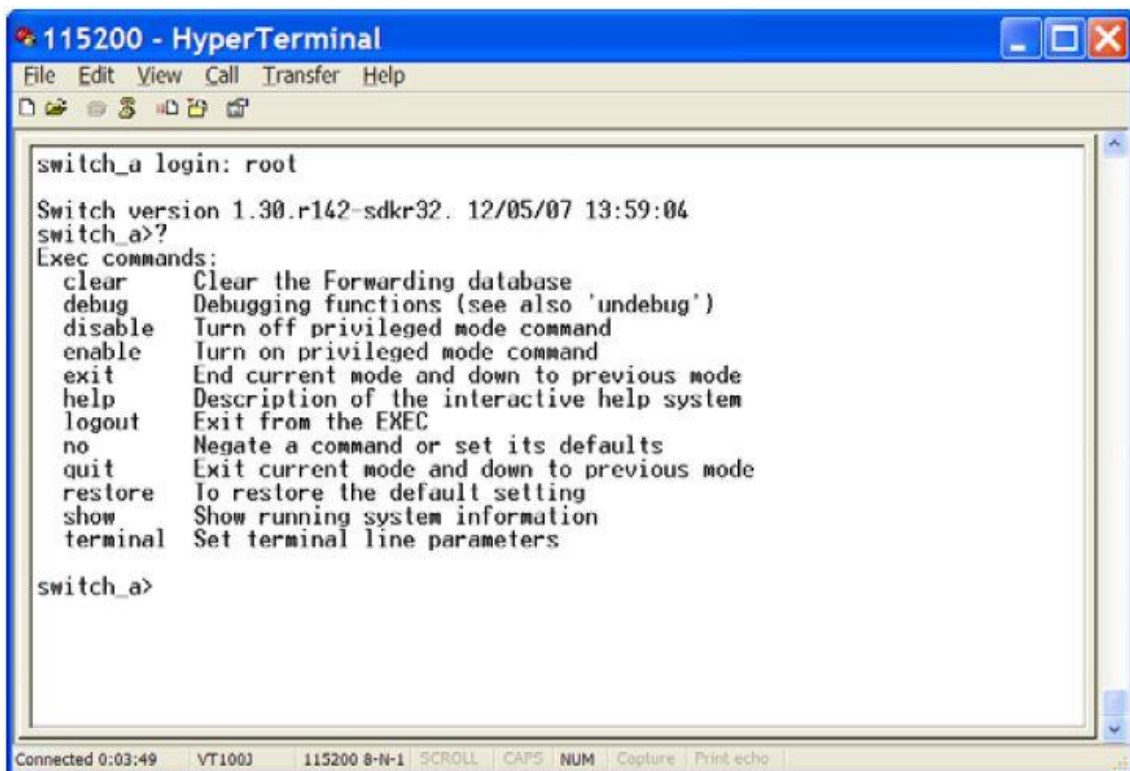 115200 - HyperTerminal
File Edit View Call Transfer Help
switch_a login: root
Switch version 1.30.r142-sdkr32. 12/05/07 13:59:04
switch_a>?
Exec commands:
clear Clear the Forwarding database
debug Debugging functions (see also 'undebug')
disable Turn off privileged mode command
enable Turn on privileged mode command
exit End current mode and down to previous mode
help Description of the interactive help system
logout Exit from the EXEC
no Negate a command or set its defaults
quit Exit current mode and down to previous mode
restore To restore the default setting
show Show running system information
terminal Set terminal line parameters
switch_a>
Connected 0:03:49 VT100J 115200 8-N-1 SCROLL CAPS NUM Capture Print echo